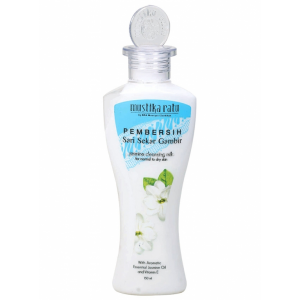 mustika ratu
PEMBERSIH
Sari Sekar Gambir
jasmine cleansing milk
for normal to dry skin
With Aromatic
Essential Jasmine Oil
and Vitamin E